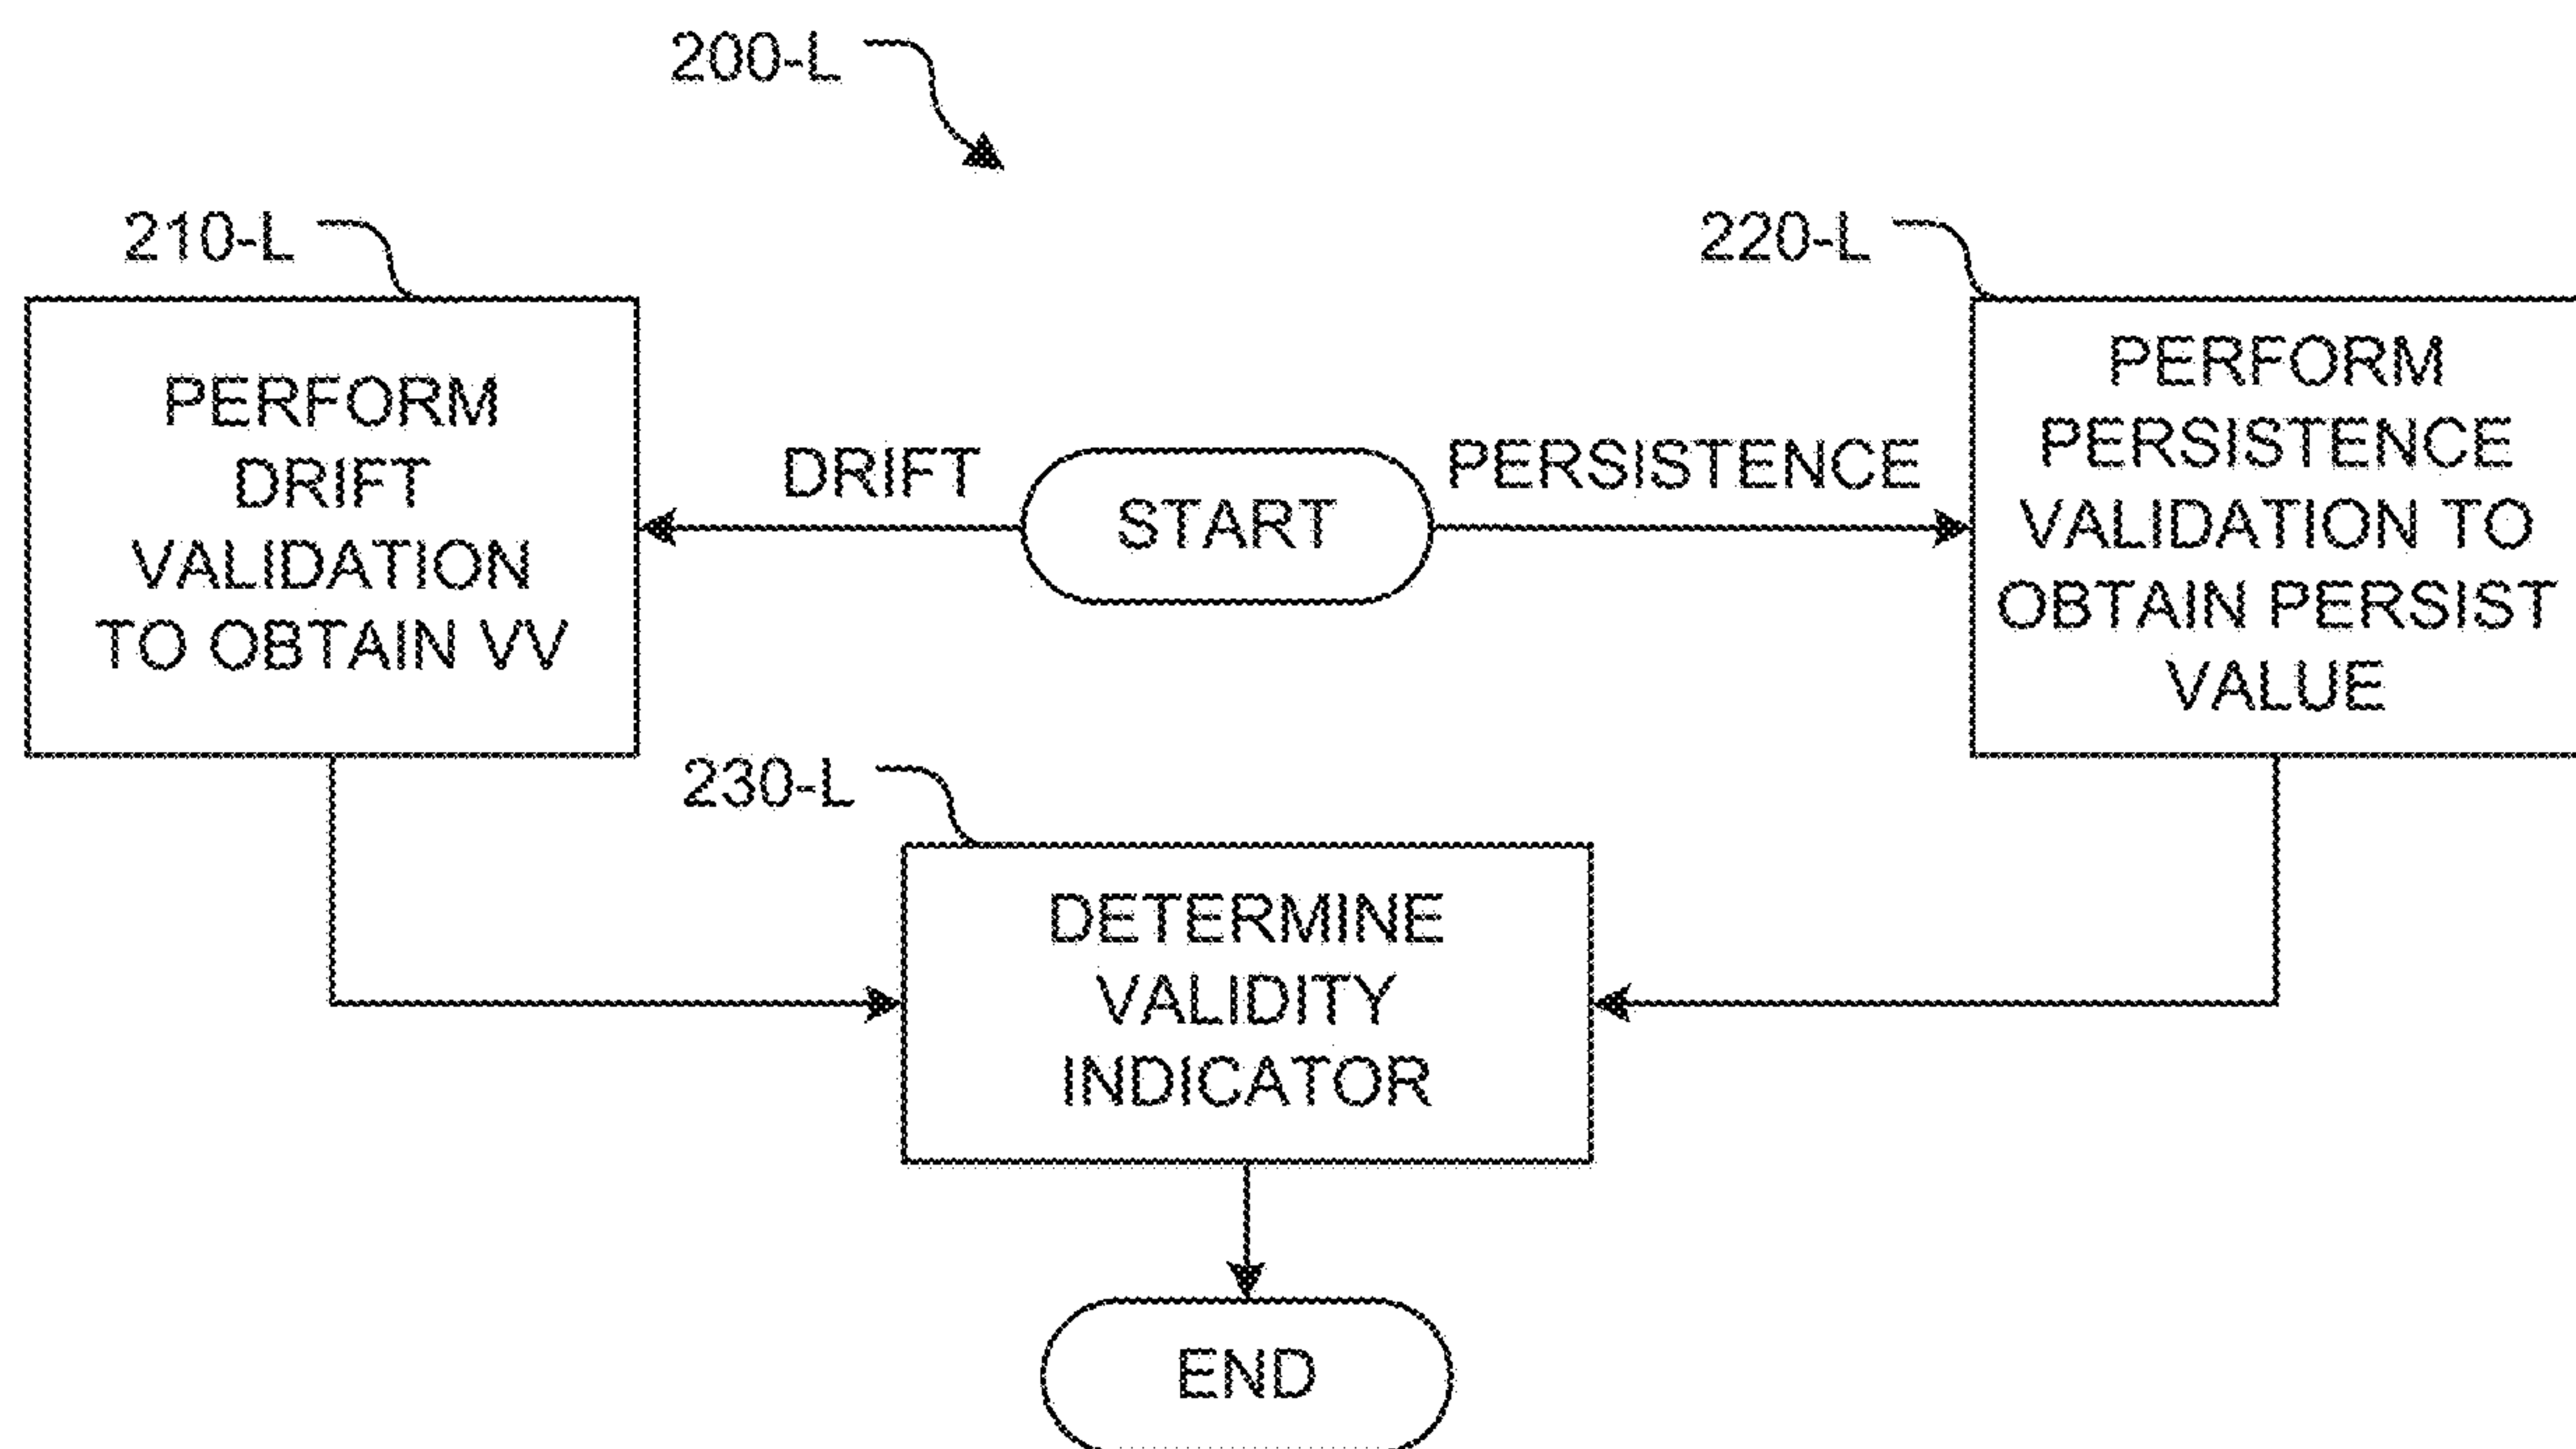 200-L
210-L
220-L
PERFORM
DRIFT
VALIDATION
TO OBTAIN VV
DRIFT
START
PERSISTENCE
PERFORM
PERSISTENCE
VALIDATION TO
OBTAIN PERSIST
VALUE
230-L
DETERMINE
VALIDITY
INDICATOR
END